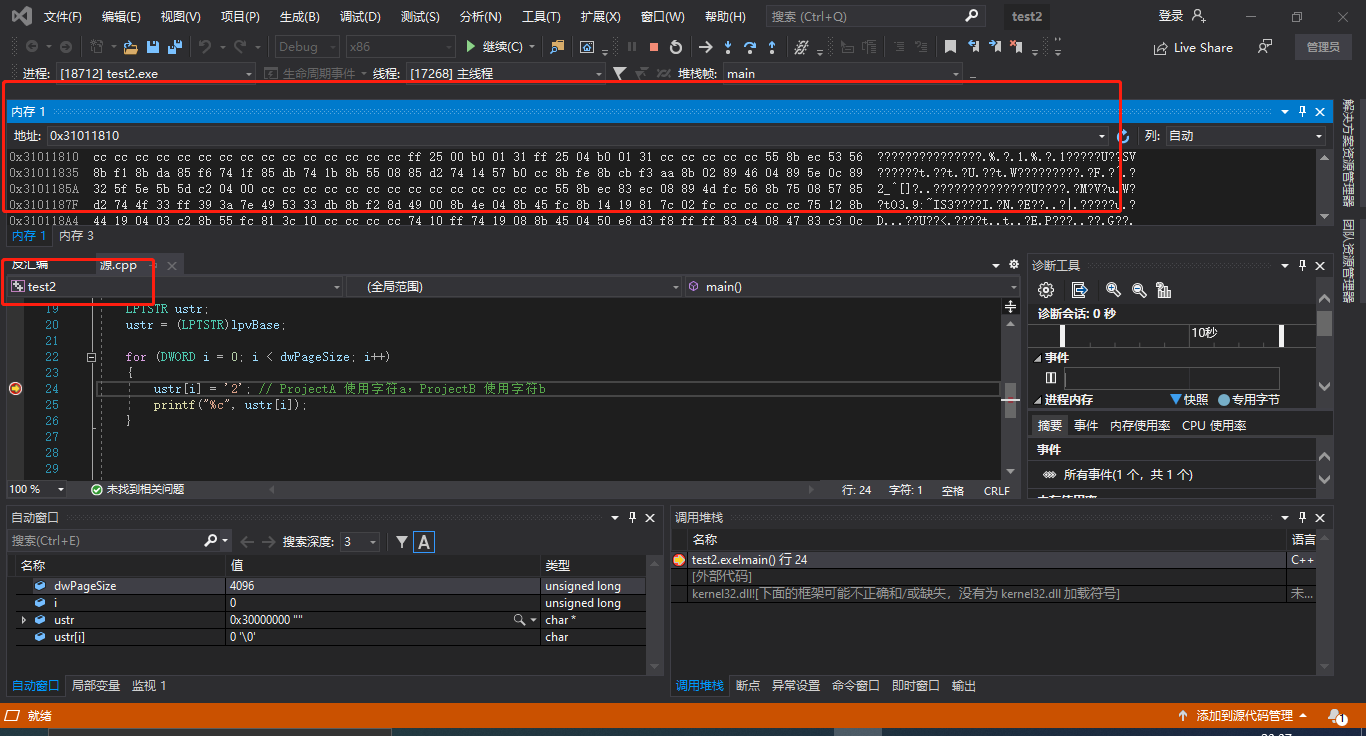 文件(F) 编辑(E) 视图(V) 项目(P) 生成(B) 调试(D) 测试(S) 分析(N) 工具(T) 扩展(X) 窗口(W) 帮助(H) 搜索 (Ctrl+Q) test2 登录
Debug x86 继续(C) Live Share 管理员
进程: [18712] test2.exe 生命周期事件 线程: [17268] 主线程 堆栈帧: main
内存 1
地址: 0x31011810 列: 自动
0x31011810 cc cc cc cc cc cc cc cc cc cc cc cc cc cc cc cc ff 25 00 b0 01 31 ff 25 04 b0 01 31 cc cc cc cc cc 55 8b ec 53 56 ????????????????.%.?.1.%.?.1?????U??SV
0x31011835 8b f1 8b da 85 f6 74 1f 85 db 74 1b 8b 55 08 85 d2 74 14 57 b0 cc 8b fe 8b cb f3 aa 8b 02 89 46 04 89 5e 0c 89
0x3101185A 32 5f 5e 5b 5d c2 04 00 cc cc cc cc cc cc cc cc cc cc cc cc cc cc cc 55 8b ec 83 ec 08 89 4d fc 56 8b 75 08 57 85
0x3101187F d2 74 4f 33 ff 39 3a 7e 49 53 33 db 8b f2 8d 49 00 8b 4e 04 8b 45 fc 8b 14 19 81 7c 02 fc cc cc cc cc 75 12 8b
0x310118A4 44 19 04 03 c2 8b 55 fc 81 3c 10 cc cc cc cc 74 10 ff 74 19 08 8b 45 04 50 e8 d3 f8 ff ff 83 c4 08 47 83 c3 0c
内存 1 内存 3
解决方案资源管理器
团队资源管理器
反汇编 源.cpp
test2 (全局范围) main()
19 LPTSTR ustr;
20 ustr = (LPTSTR)lpvBase;
21
22 for (DWORD i = 0; i < dwPageSize; i++)
23 {
24 ustr[i] = '2'; // ProjectA 使用字符a，ProjectB 使用字符b
25 printf("%c", ustr[i]);
26 }
27
28
29
100 % 未找到相关问题 行: 24 字符: 1 空格 CRLF
诊断工具
诊断会话: 0 秒
10秒
事件
进程内存 快照 专用字节
摘要 事件 内存使用率 CPU 使用率
事件
所有事件(1 个，共 1 个)
内存使用率
自动窗口
搜索(Ctrl+E) 搜索深度: 3 A
名称 值 类型
dwPageSize 4096 unsigned long
i 0 unsigned long
ustr 0x30000000 "" char *
ustr[i] 0 '\0' char
自动窗口 局部变量 监视 1
调用堆栈
名称 语言
test2.exe!main() 行 24 C++
[外部代码]
kernel32.dll![下面的框架可能不正确和/或缺失，没有为 kernel32.dll 加载符号] 未...
调用堆栈 断点 异常设置 命令窗口 即时窗口 输出
就绪 添加到源代码管理 1